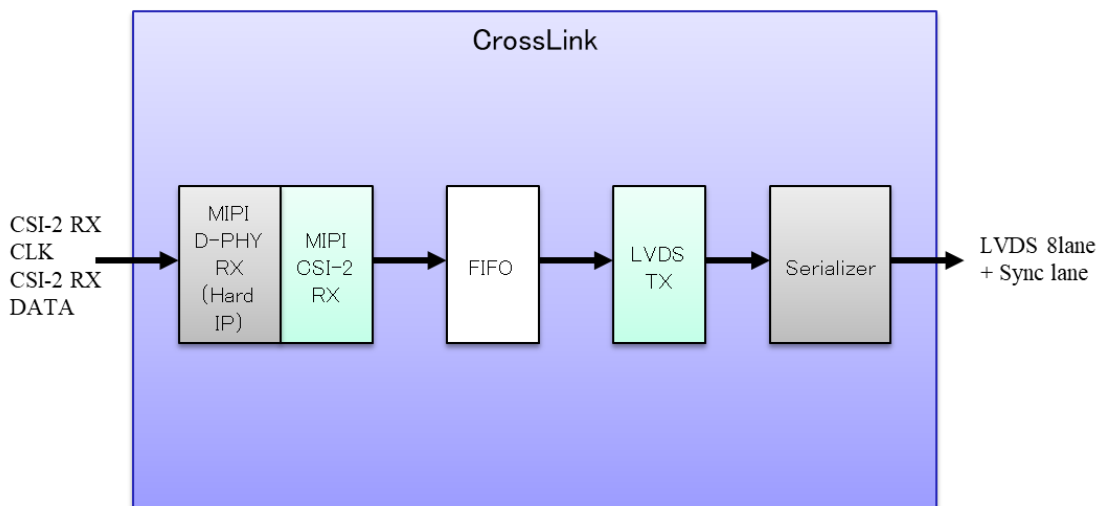 CrossLink
CSI-2 RX
CLK
CSI-2 RX
DATA
MIPI
D-PHY
RX
(Hard
IP)
MIPI
CSI-2
RX
FIFO
LVDS
TX
Serializer
LVDS 8lane
+ Sync lane